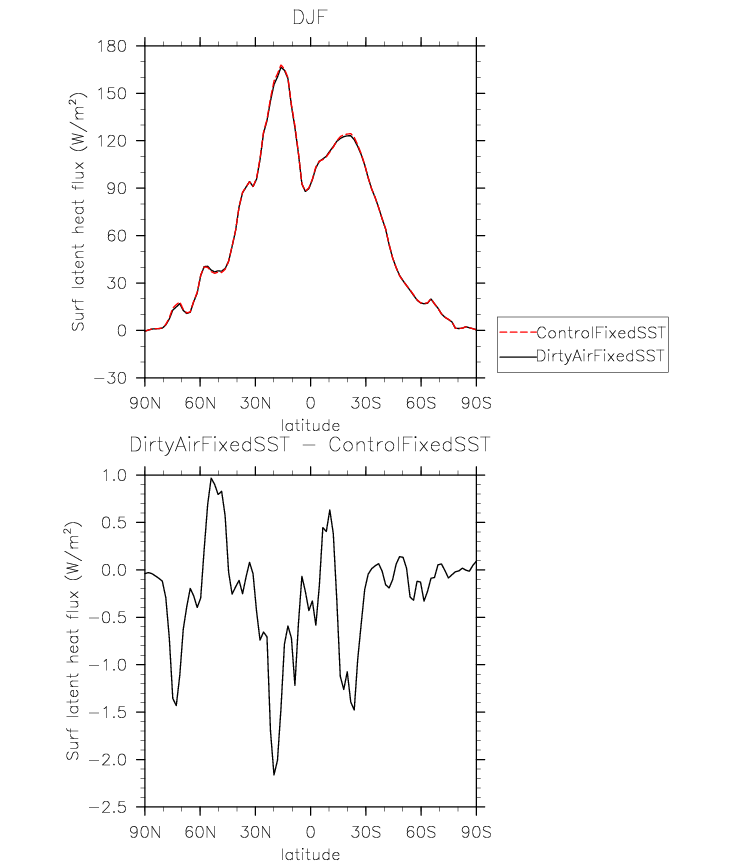 DJF
Surf latent heat flux (W/m²)
180
150
120
90
60
30
0
−30
90N 60N 30N 0 30S 60S 90S
latitude
ControlFixedSST
DirtyAirFixedSST
DirtyAirFixedSST − ControlFixedSST
Surf latent heat flux (W/m²)
1.0
0.5
0.0
−0.5
−1.0
−1.5
−2.0
−2.5
90N 60N 30N 0 30S 60S 90S
latitude